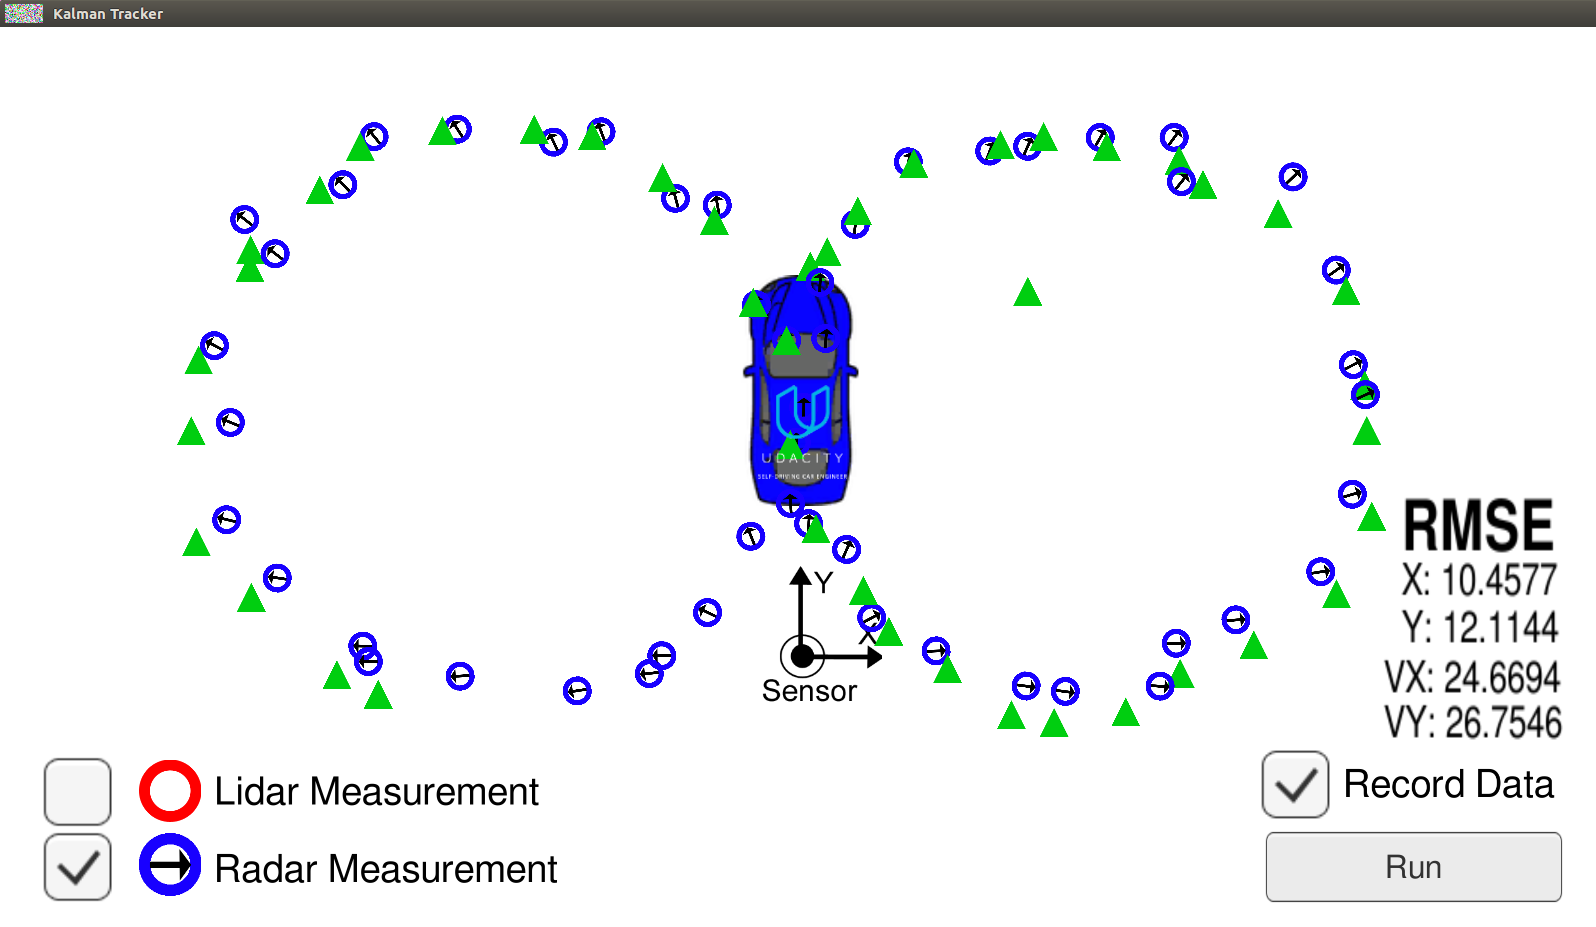 Kalman Tracker
UDACITY
SELF-DRIVING CAR ENGINEER
RMSE
X: 10.4577
Y: 12.1144
VX: 24.6694
VY: 26.7546
Y
X
Sensor
Lidar Measurement
Radar Measurement
Record Data
Run